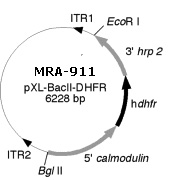 ITR1
EcoR I
3' hrp 2
MRA-911
pXL-BacII-DHFR
6228 bp
hdhfr
ITR2
5' calmodulin
Bgl II